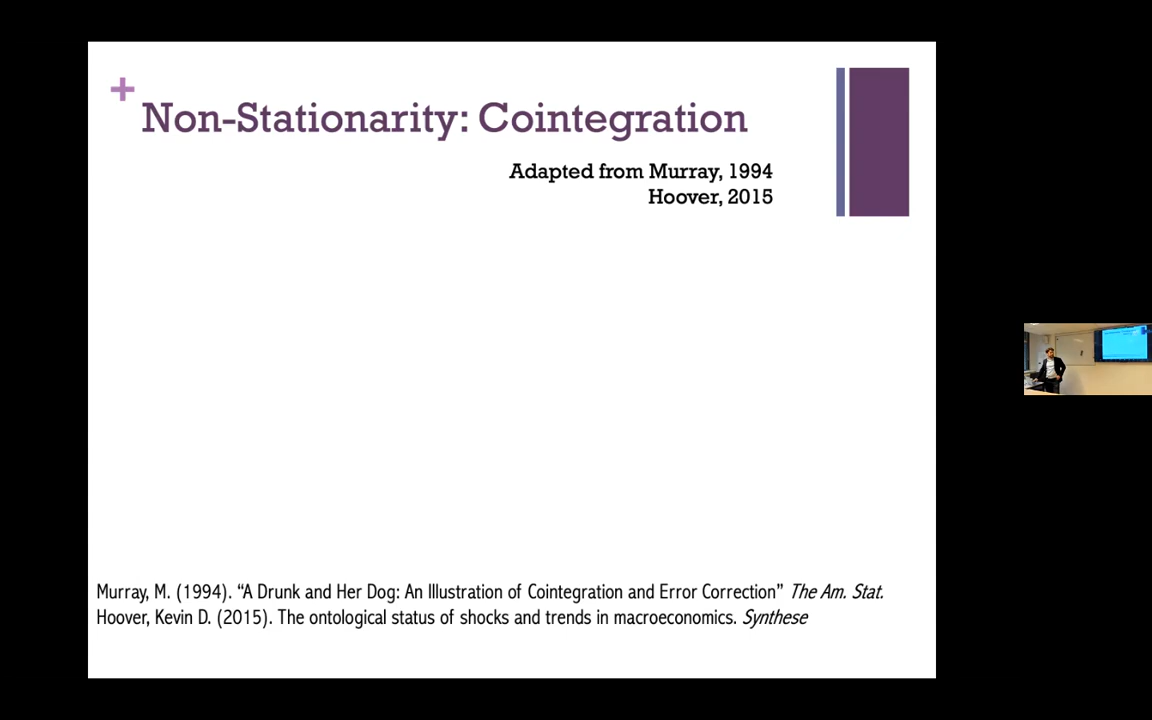 +
Non-Stationarity: Cointegration
Adapted from Murray, 1994
Hoover, 2015
Murray, M. (1994). “A Drunk and Her Dog: An Illustration of Cointegration and Error Correction” The Am. Stat.
Hoover, Kevin D. (2015). The ontological status of shocks and trends in macroeconomics. Synthese